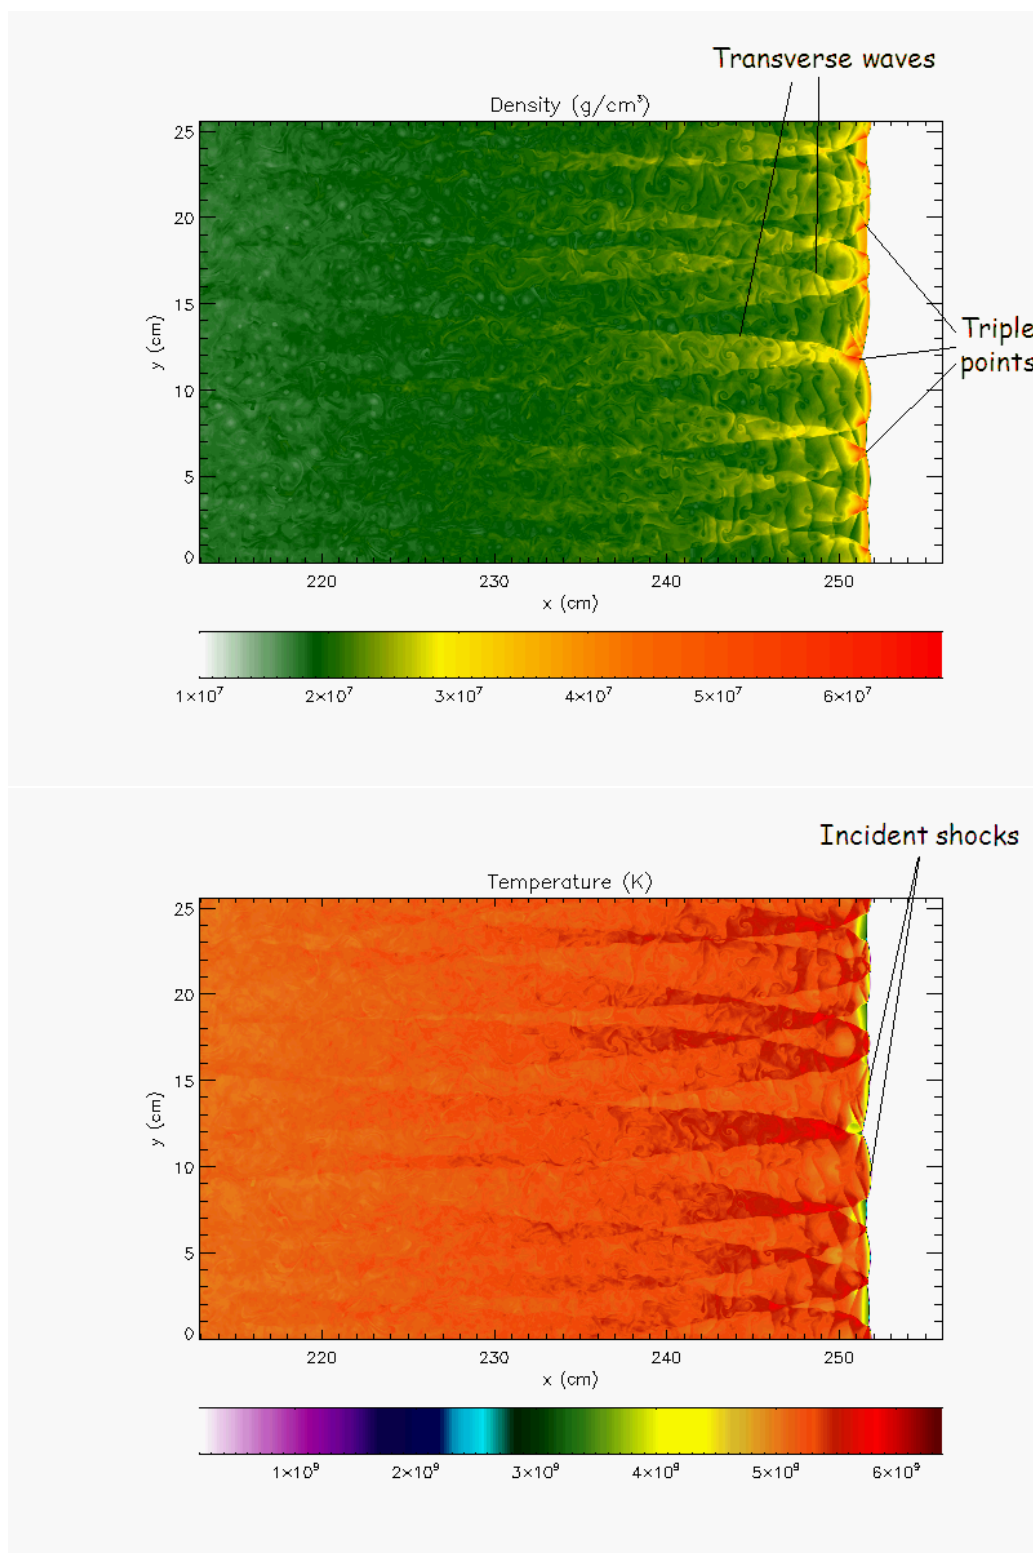 Transverse waves
Density (g/cm³)
25
20
15
10
5
0
y (cm)
Triple
points
220 230 240 250
x (cm)
1×10⁷ 2×10⁷ 3×10⁷ 4×10⁷ 5×10⁷ 6×10⁷
Incident shocks
Temperature (K)
25
20
15
10
5
0
y (cm)
220 230 240 250
x (cm)
1×10⁹ 2×10⁹ 3×10⁹ 4×10⁹ 5×10⁹ 6×10⁹